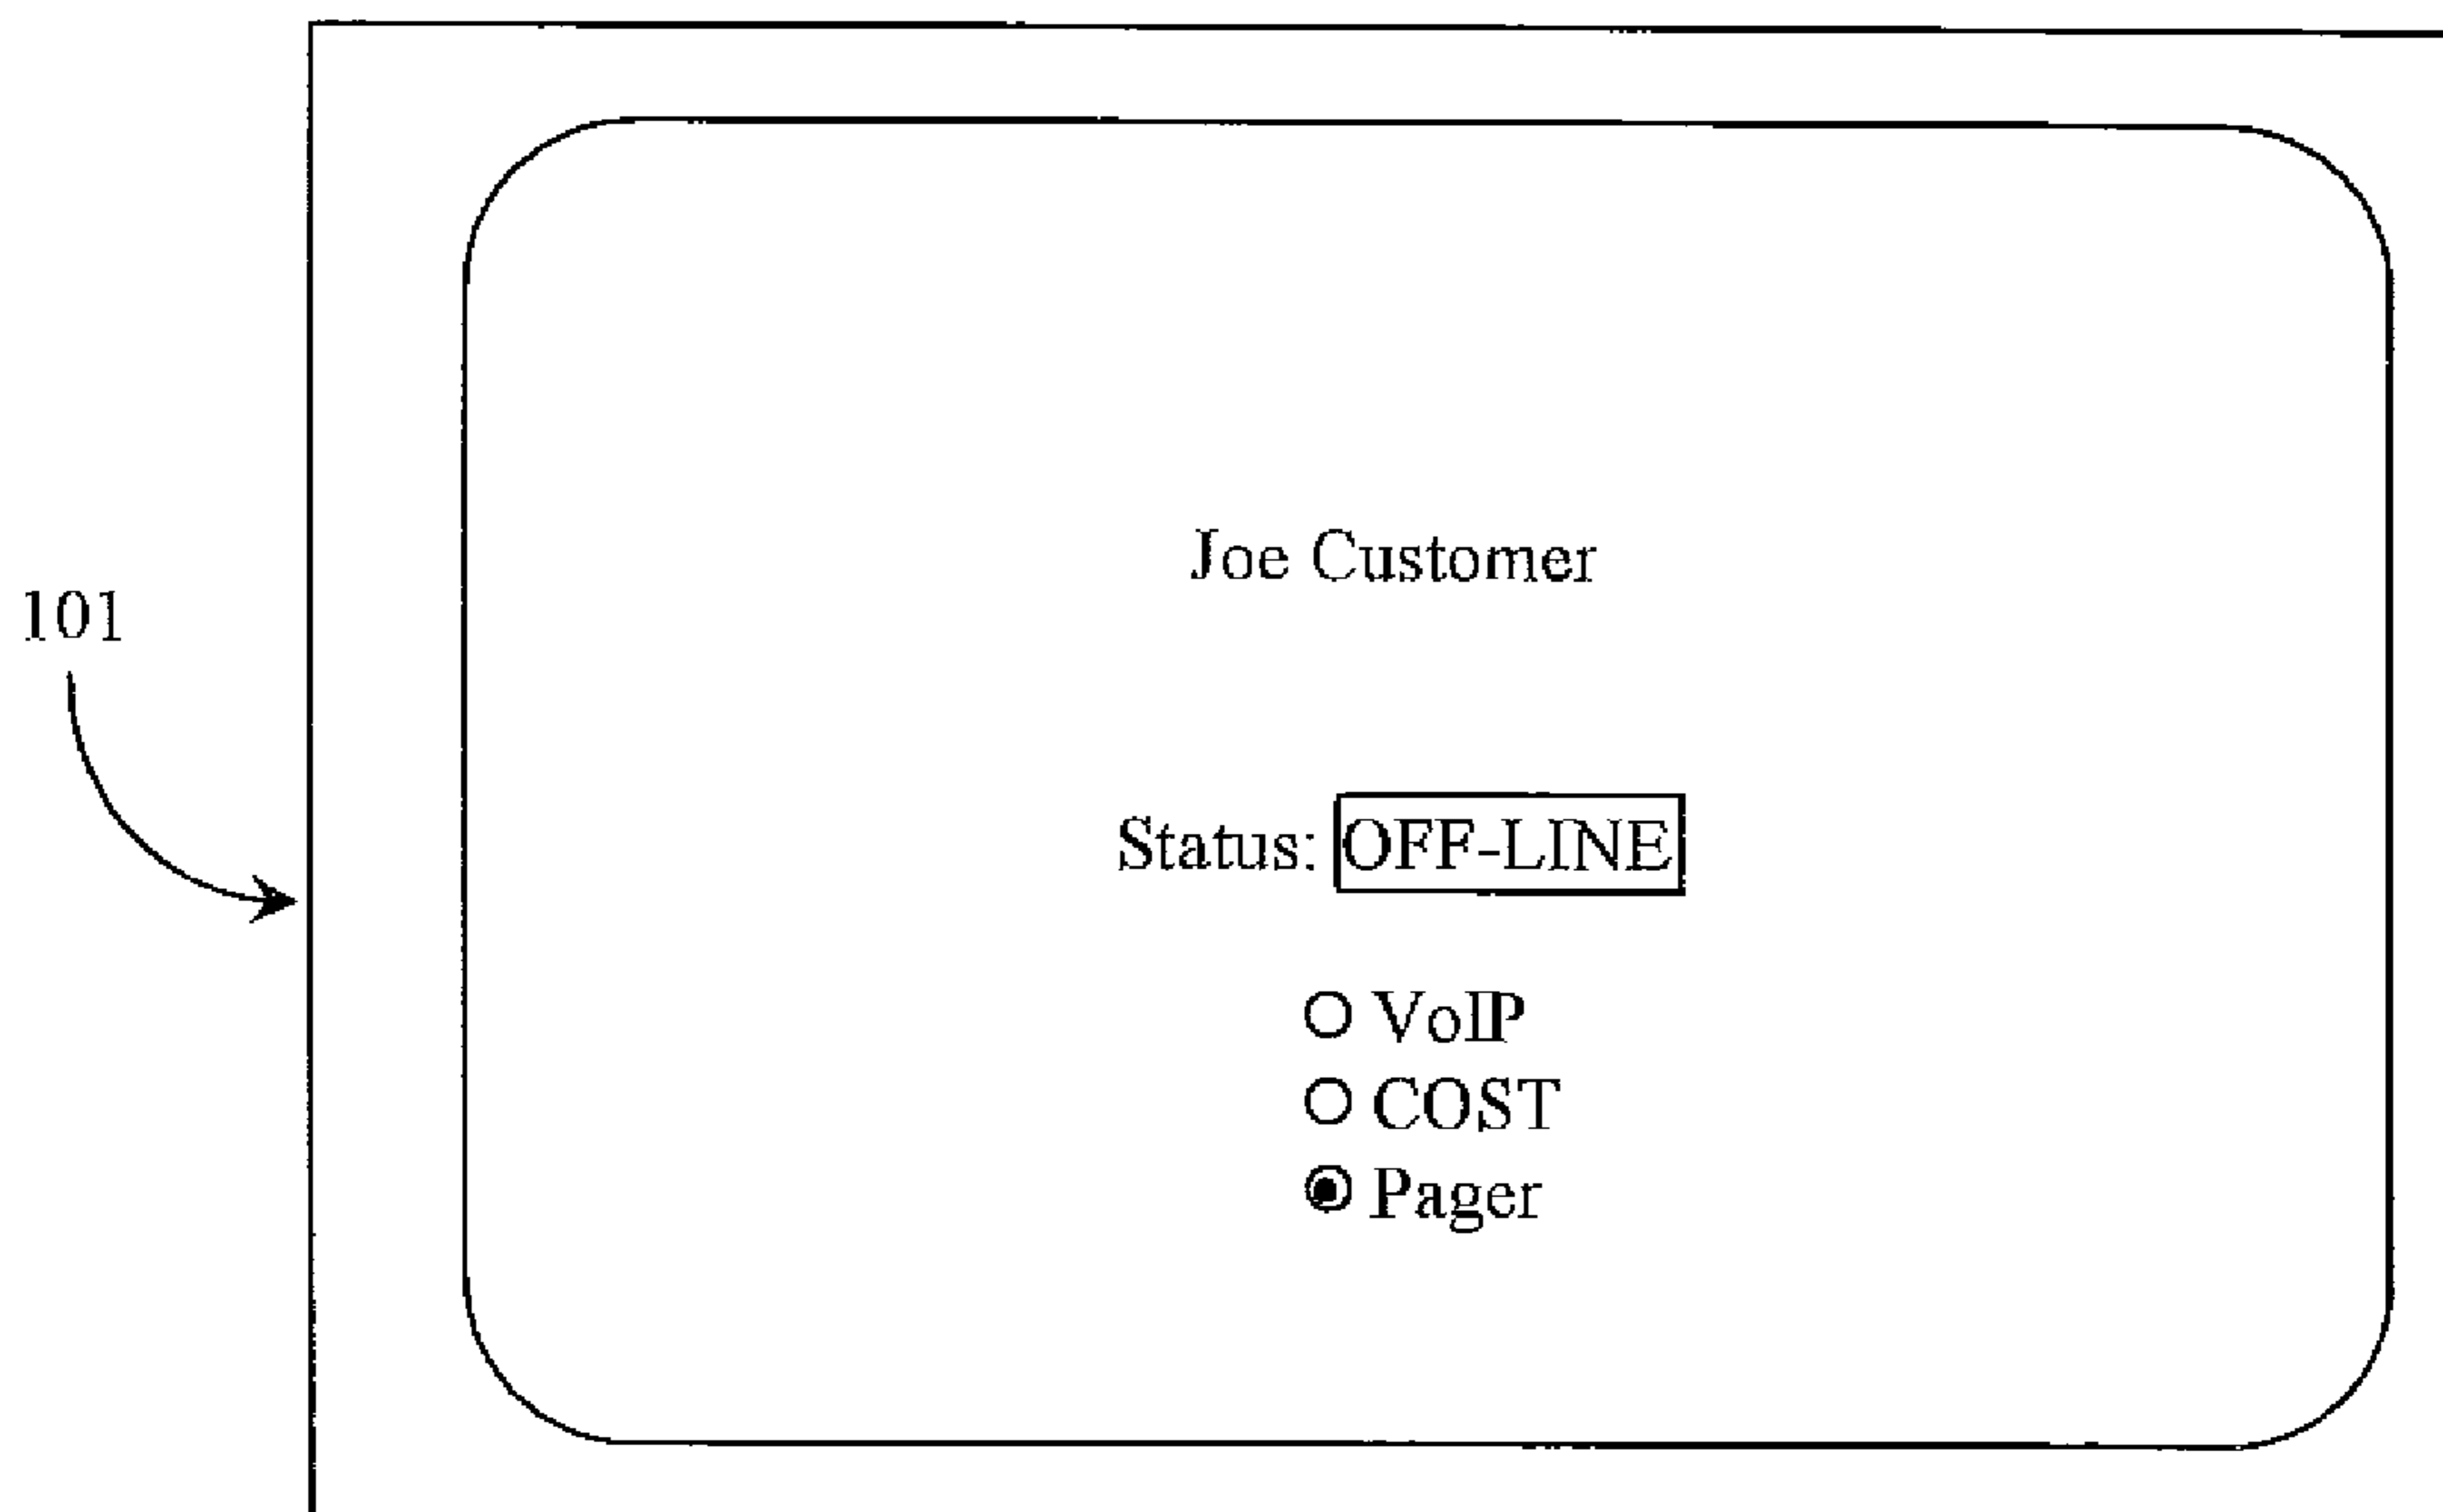 Joe Customer
101
Status: OFF-LINE
VoIP
COST
Pager